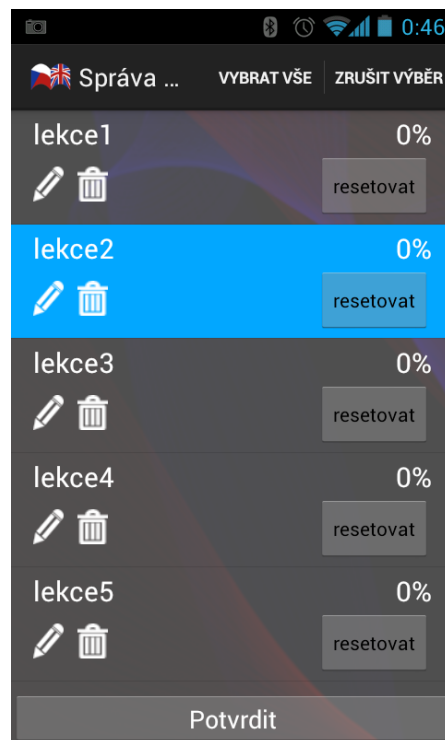 0:46
Správa ... VYBRAT VŠE ZRUŠIT VÝBĚR
lekce1 0%
resetovat
lekce2 0%
resetovat
lekce3 0%
resetovat
lekce4 0%
resetovat
lekce5 0%
resetovat
Potvrdit